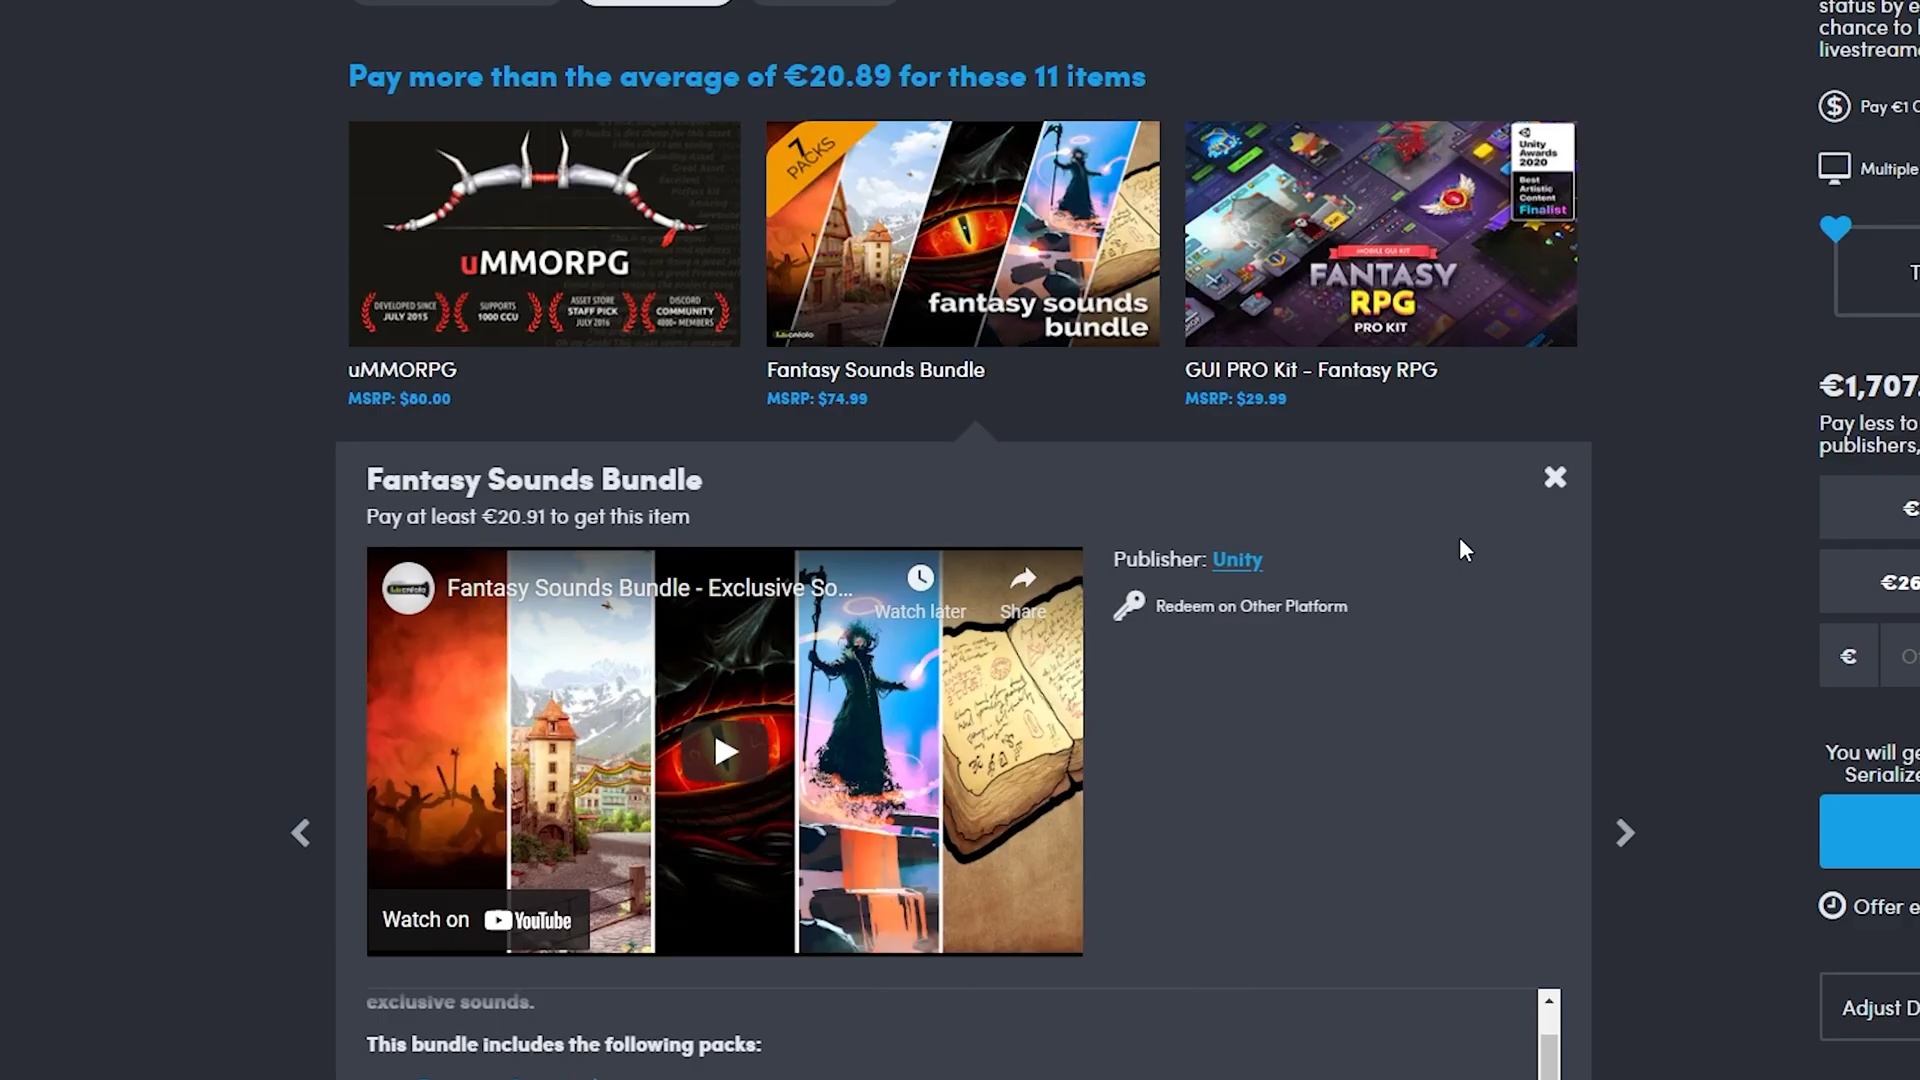 Pay more than the average of €20.89 for these 11 items
uMMORPG
DEVELOPED SINCE
JULY 2015
SUPPORTS
1000 CCU
ASSET STORE
STAFF PICK
JULY 2016
DISCORD
COMMUNITY
4000+ MEMBERS
7
PACKS
fantasy sounds
bundle
Unity
Awards
2020
Best
Artistic
Content
Finalist
MOBILE GUI KIT
FANTASY
RPG
PRO KIT
uMMORPG
MSRP: $60.00
Fantasy Sounds Bundle
MSRP: $74.99
GUI PRO Kit - Fantasy RPG
MSRP: $29.99
Fantasy Sounds Bundle
Pay at least €20.91 to get this item
Fantasy Sounds Bundle - Exclusive So...
Watch later
Share
Watch on YouTube
Publisher: Unity
Redeem on Other Platform
exclusive sounds.
This bundle includes the following packs:
status by e
chance to
livestream
Pay €1
Multiple
T
€1,707.
Pay less to
publishers,
€
€26
€
You will ge
Serialize
Offer e
Adjust D